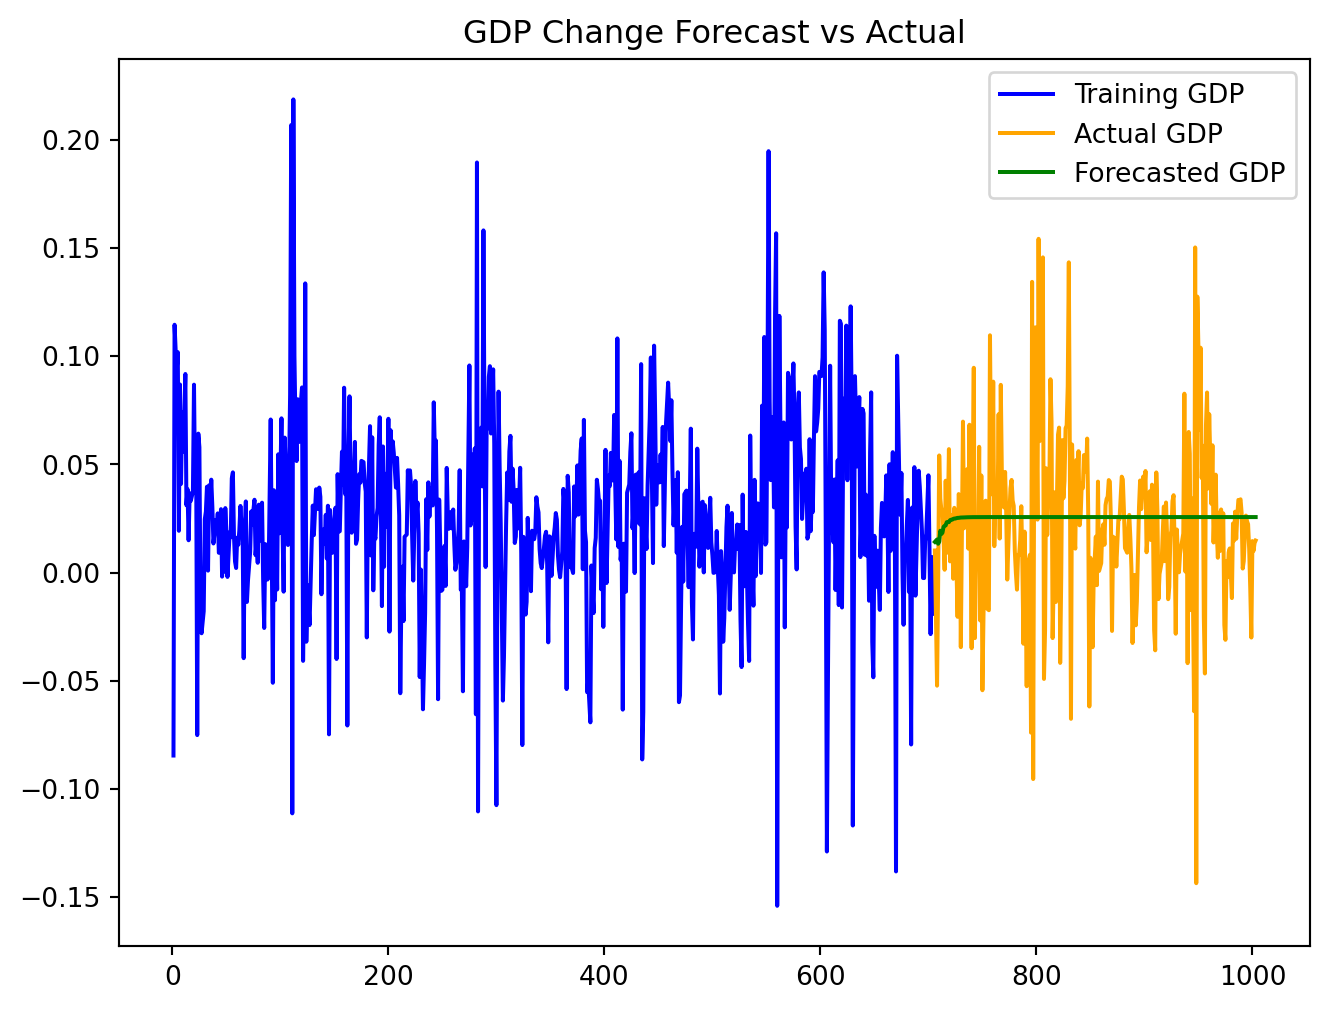 GDP Change Forecast vs Actual
Training GDP
Actual GDP
Forecasted GDP
0.20
0.15
0.10
0.05
0.00
−0.05
−0.10
−0.15
0 200 400 600 800 1000